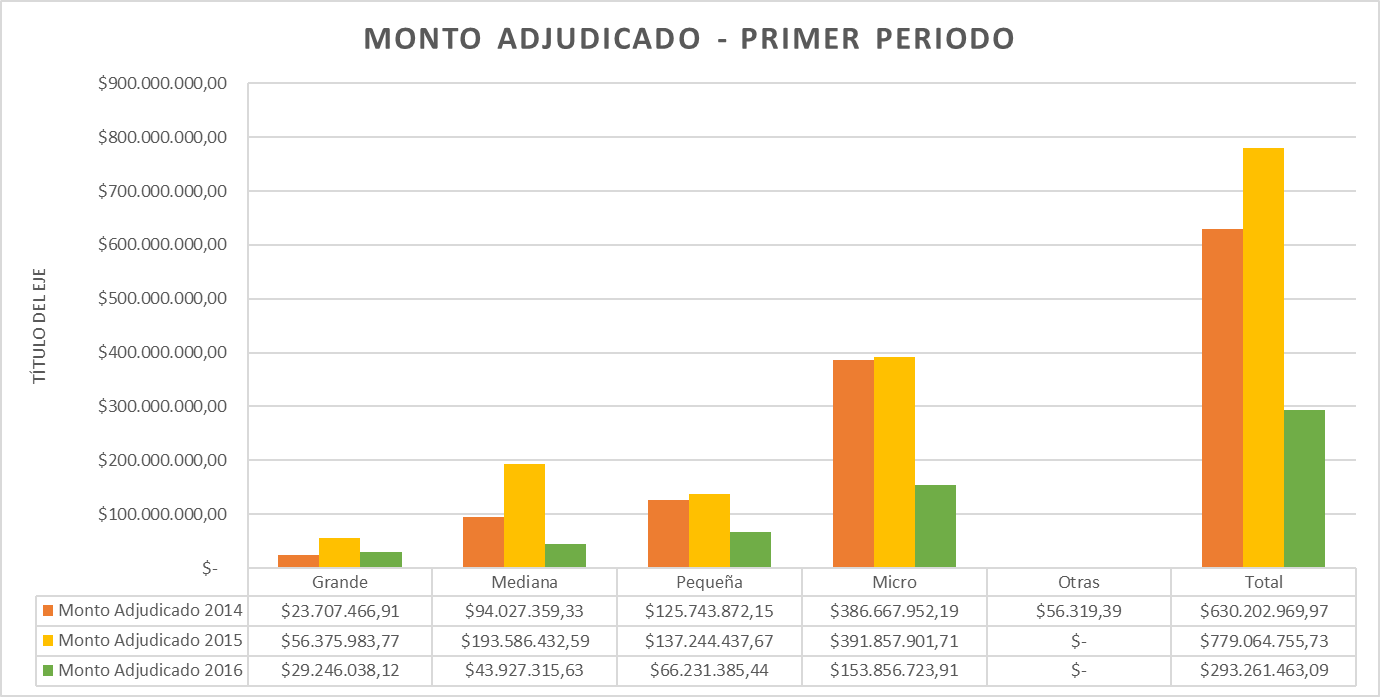 MONTO ADJUDICADO - PRIMER PERIODO
$900.000.000,00
$800.000.000,00
$700.000.000,00
$600.000.000,00
$500.000.000,00
$400.000.000,00
$300.000.000,00
$200.000.000,00
$100.000.000,00
$-
TÍTULO DEL EJE
Grande Mediana Pequeña Micro Otras Total
Monto Adjudicado 2014 $23.707.466,91 $94.027.359,33 $125.743.872,15 $386.667.952,19 $56.319,39 $630.202.969,97
Monto Adjudicado 2015 $56.375.983,77 $193.586.432,59 $137.244.437,67 $391.857.901,71 $- $779.064.755,73
Monto Adjudicado 2016 $29.246.038,12 $43.927.315,63 $66.231.385,44 $153.856.723,91 $- $293.261.463,09